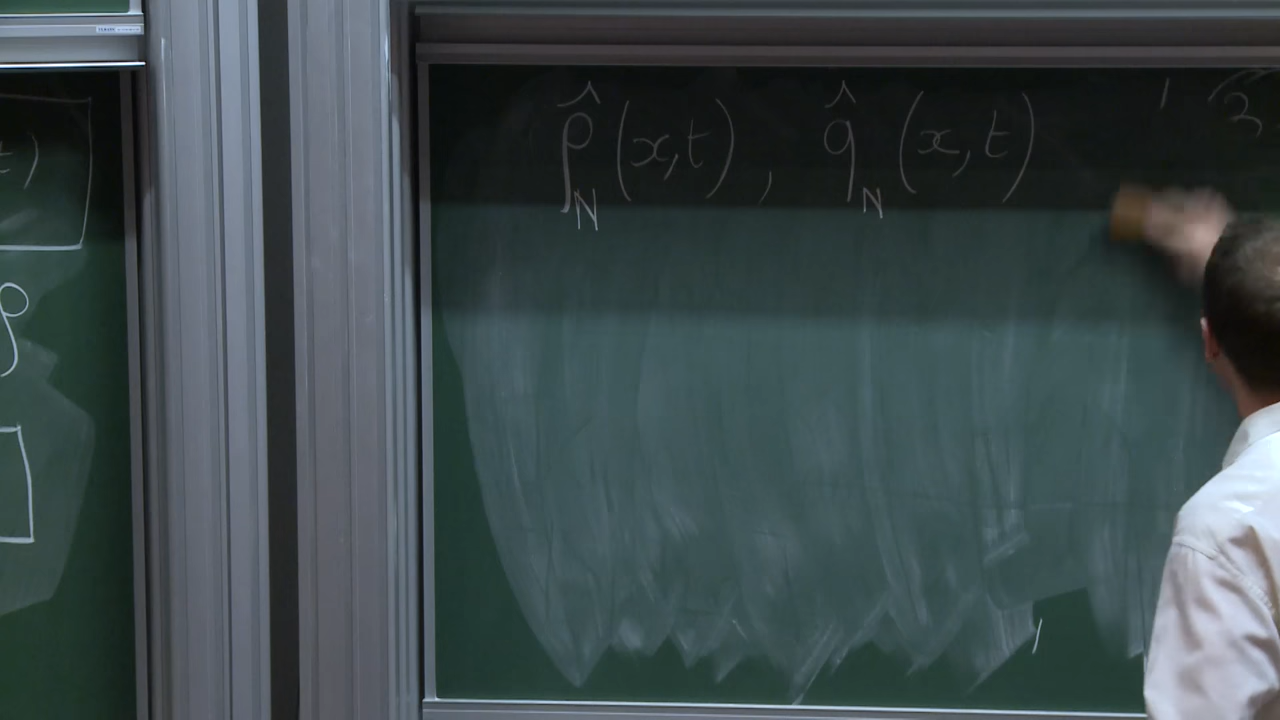 t)
ρ
ρ̂_N (x,t) , q̂_N (x,t)